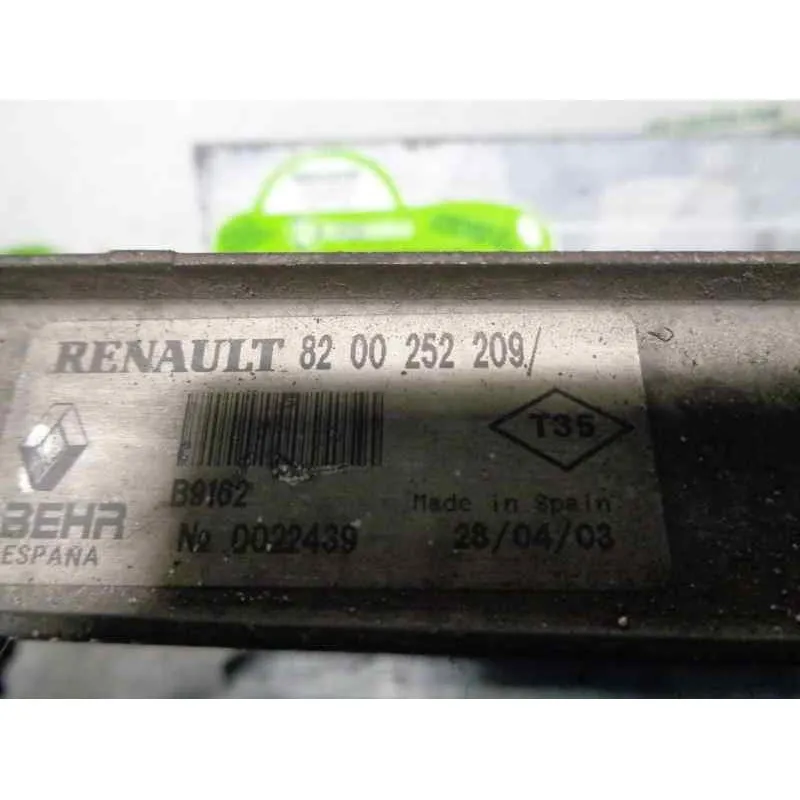 RENAULT 82 00 252 209/
T35
B9162
Made in Spain
BEHR
ESPAÑA
№ 0022439
28/04/03